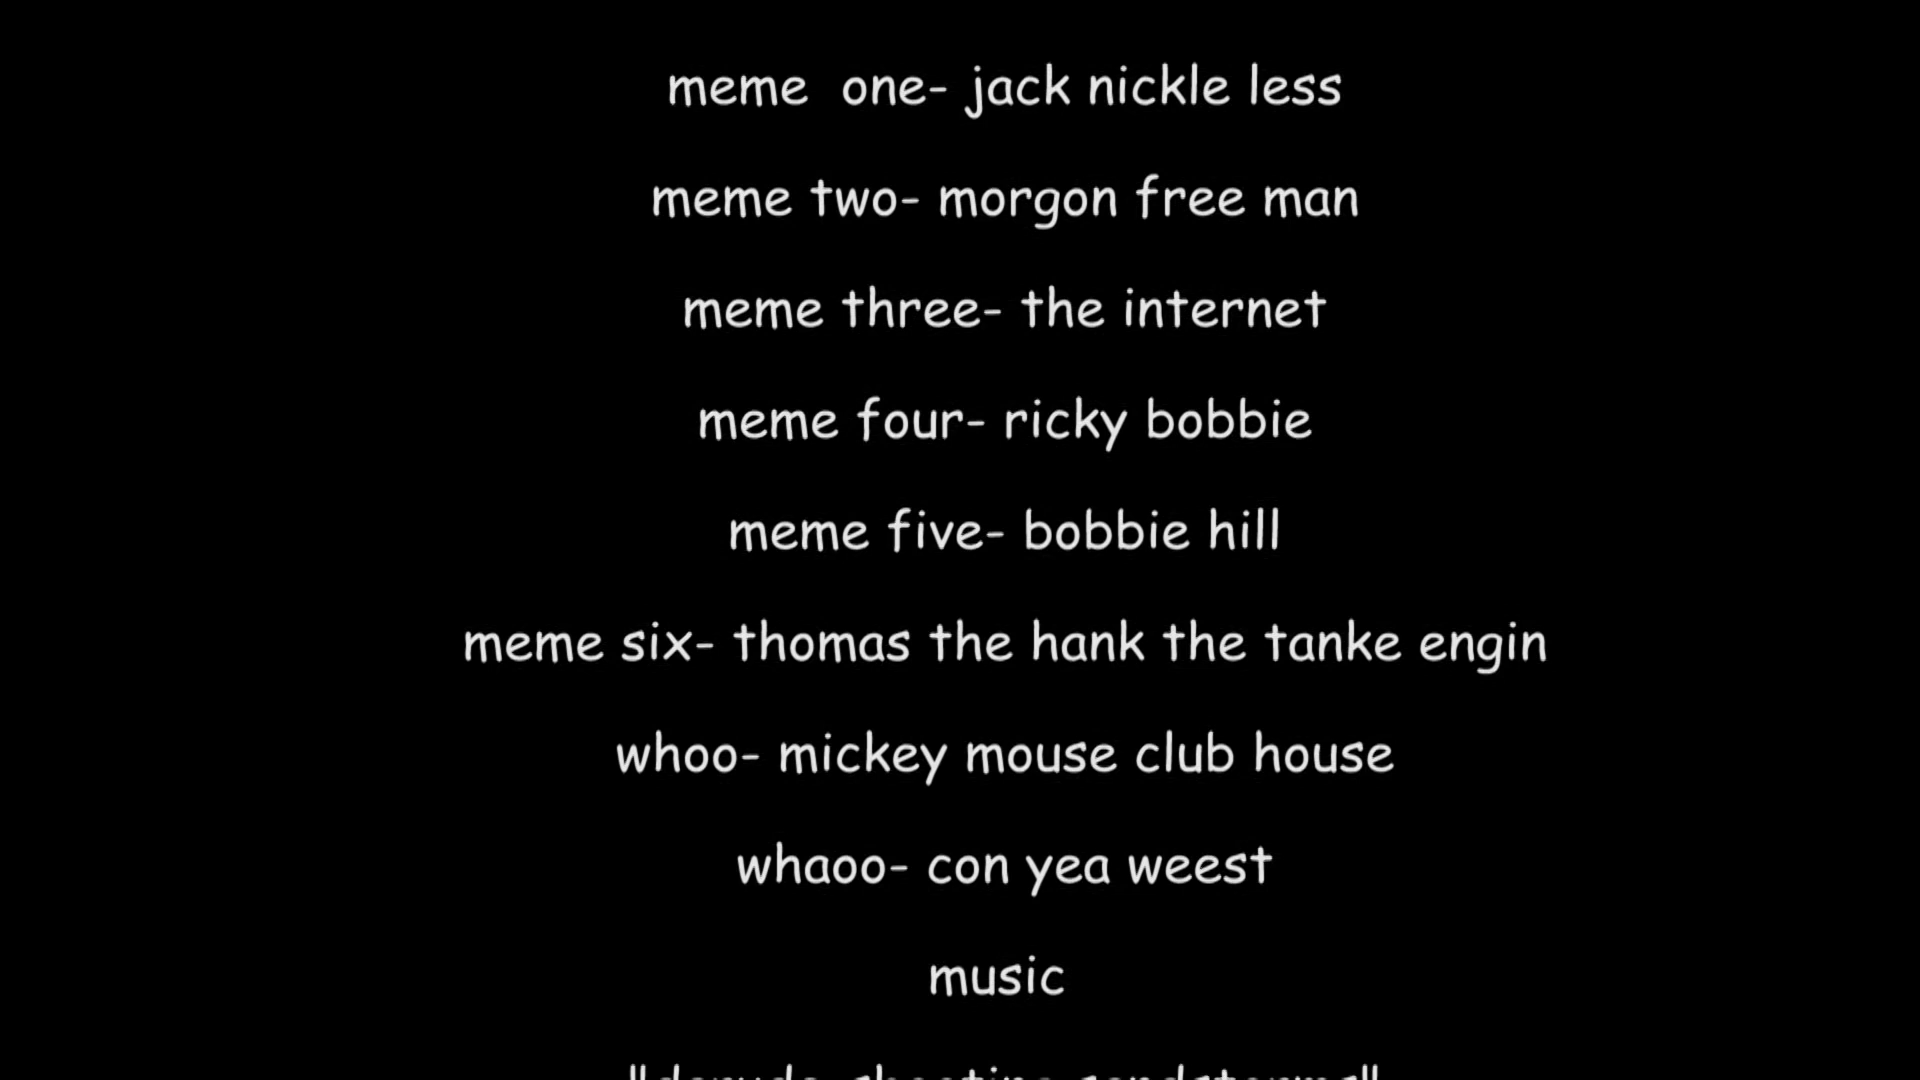 meme  one- jack nickle less
meme two- morgon free man
meme three- the internet
meme four- ricky bobbie
meme five- bobbie hill
meme six- thomas the hank the tanke engin
whoo- mickey mouse club house
whaoo- con yea weest
music